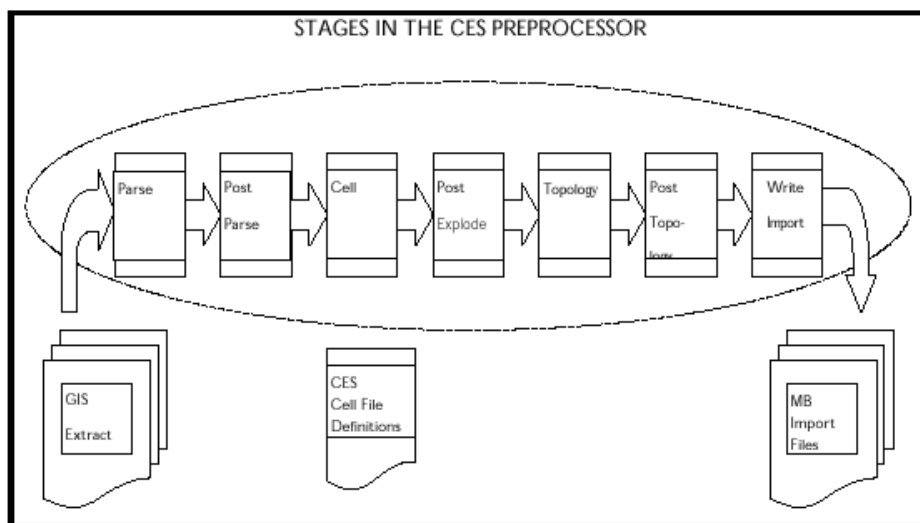 STAGES IN THE CES PREPROCESSOR
Parse
Post
Parse
Cell
Post
Explode
Topology
Post
Topo-
logy
Write
Import
GIS
Extract
CES
Cell File
Definitions
MB
Import
Files